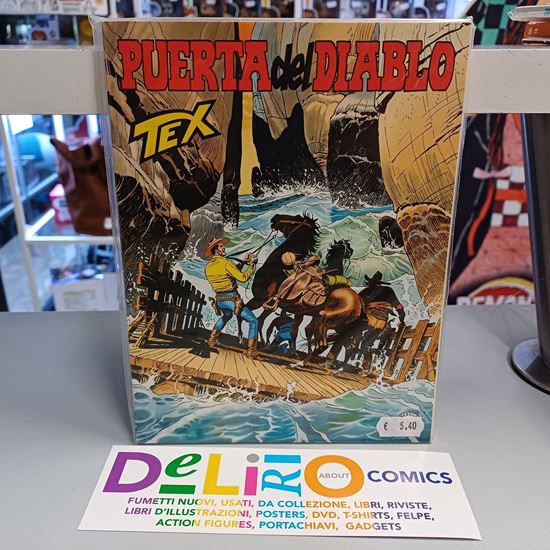 PUERTA del DIABLO
TEX
€ 5,40
DeLiRiO ABOUT COMICS
FUMETTI NUOVI, USATI, DA COLLEZIONE, LIBRI, RIVISTE,
LIBRI D'ILLUSTRAZIONI, POSTERS, DVD, T-SHIRTS, FELPE,
ACTION FIGURES, PORTACHIAVI, GADGETS